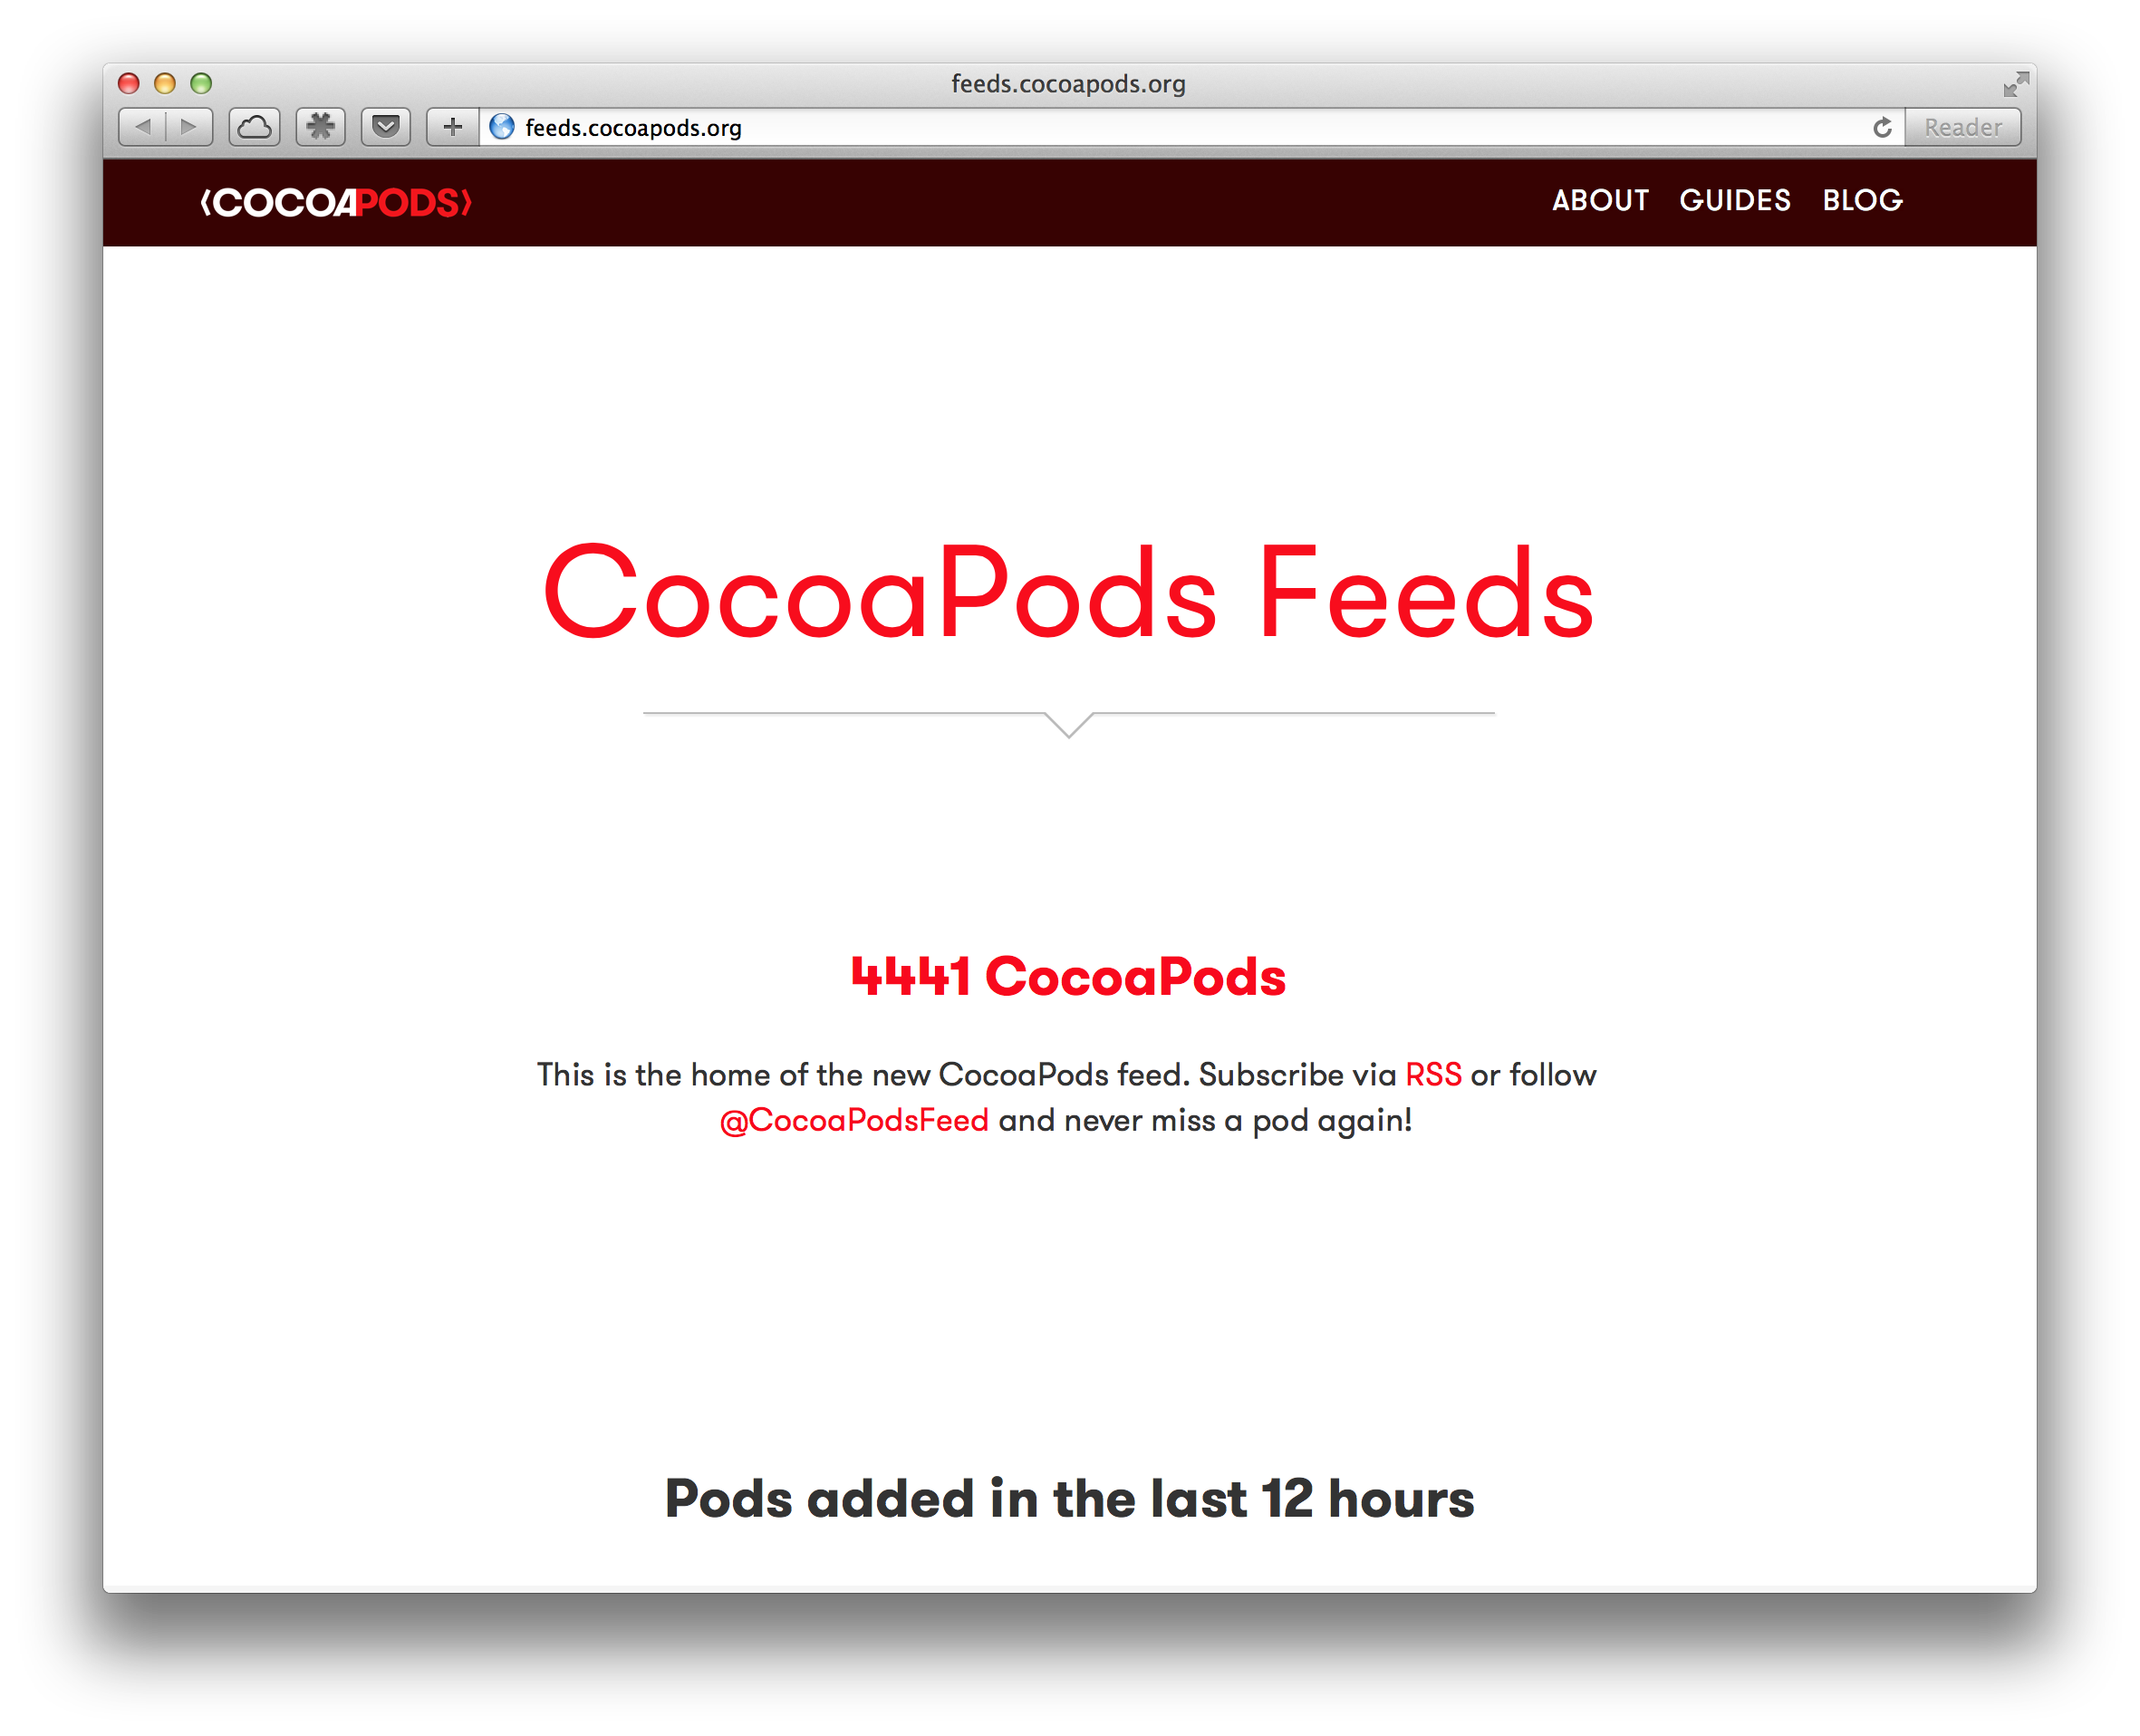 feeds.cocoapods.org
feeds.cocoapods.org
Reader
COCOAPODS
ABOUT GUIDES BLOG
CocoaPods Feeds
4441 CocoaPods
This is the home of the new CocoaPods feed. Subscribe via RSS or follow
@CocoaPodsFeed and never miss a pod again!
Pods added in the last 12 hours